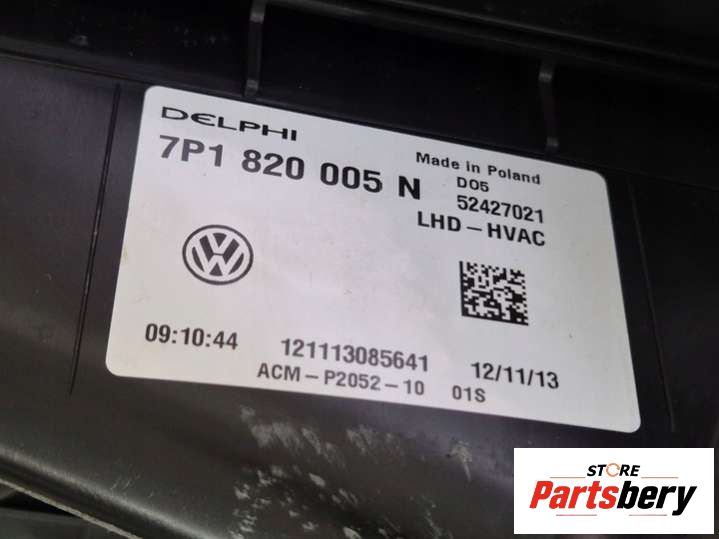 DELPHI
7P1 820 005 N
Made in Poland
D05
52427021
LHD-HVAC
09:10:44
121113085641
12/11/13
ACM-P2052-10 01S
STORE
Partsbery